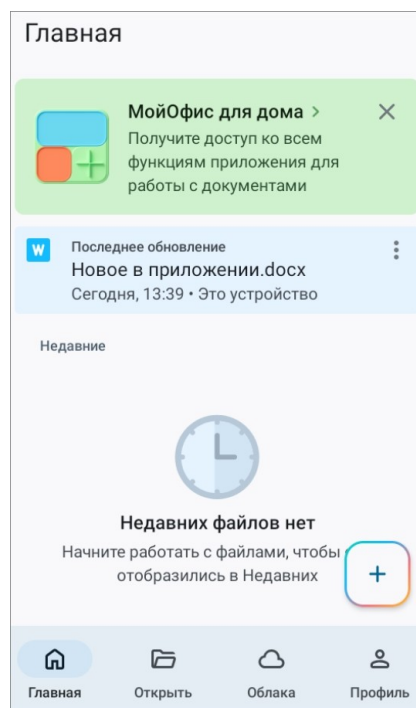 Главная
МойОфис для дома >
Получите доступ ко всем
функциям приложения для
работы с документами
W
Последнее обновление
Новое в приложении.docx
Сегодня, 13:39 • Это устройство
Недавние
Недавних файлов нет
Начните работать с файлами, чтобы
отобразились в Недавних
Главная
Открыть
Облака
Профиль